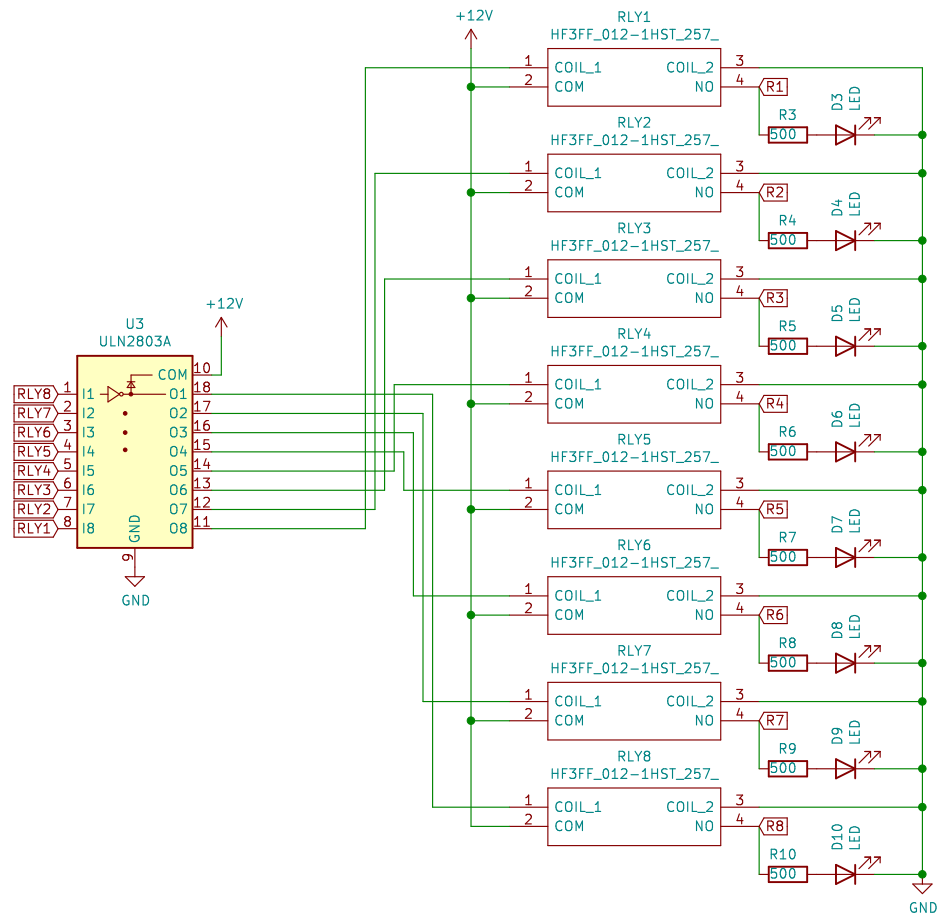 +12V
RLY1
HF3FF_012-1HST_257_
1 COIL_1 COIL_2 3
2 COM NO 4 R1
R3
500
D3
LED
RLY2
HF3FF_012-1HST_257_
1 COIL_1 COIL_2 3
2 COM NO 4 R2
R4
500
D4
LED
RLY3
HF3FF_012-1HST_257_
1 COIL_1 COIL_2 3
2 COM NO 4 R3
R5
500
D5
LED
RLY4
HF3FF_012-1HST_257_
1 COIL_1 COIL_2 3
2 COM NO 4 R4
R6
500
D6
LED
RLY5
HF3FF_012-1HST_257_
1 COIL_1 COIL_2 3
2 COM NO 4 R5
R7
500
D7
LED
RLY6
HF3FF_012-1HST_257_
1 COIL_1 COIL_2 3
2 COM NO 4 R6
R8
500
D8
LED
RLY7
HF3FF_012-1HST_257_
1 COIL_1 COIL_2 3
2 COM NO 4 R7
R9
500
D9
LED
RLY8
HF3FF_012-1HST_257_
1 COIL_1 COIL_2 3
2 COM NO 4 R8
R10
500
D10
LED
GND
+12V
U3
ULN2803A
COM 10
RLY8 1 I1 O1 18
RLY7 2 I2 O2 17
RLY6 3 I3 O3 16
RLY5 4 I4 O4 15
RLY4 5 I5 O5 14
RLY3 6 I6 O6 13
RLY2 7 I7 O7 12
RLY1 8 I8 O8 11
GND
9
GND